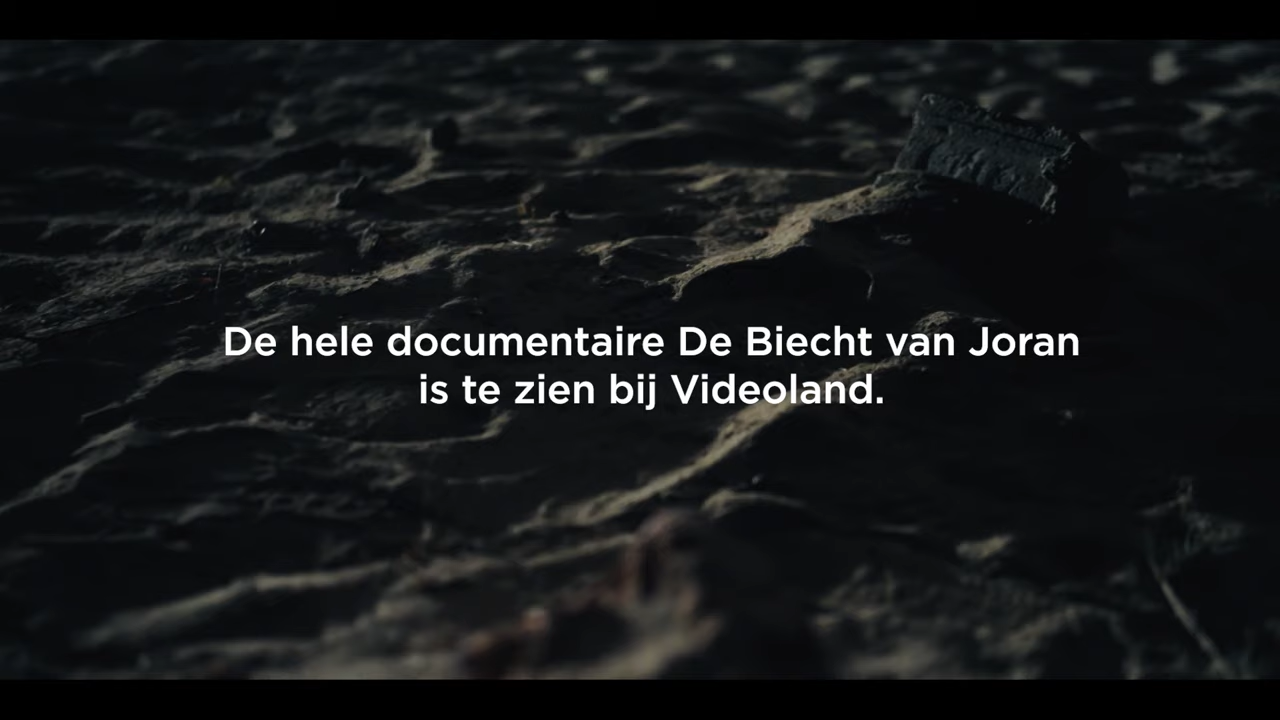 De hele documentaire De Biecht van Joran
is te zien bij Videoland.